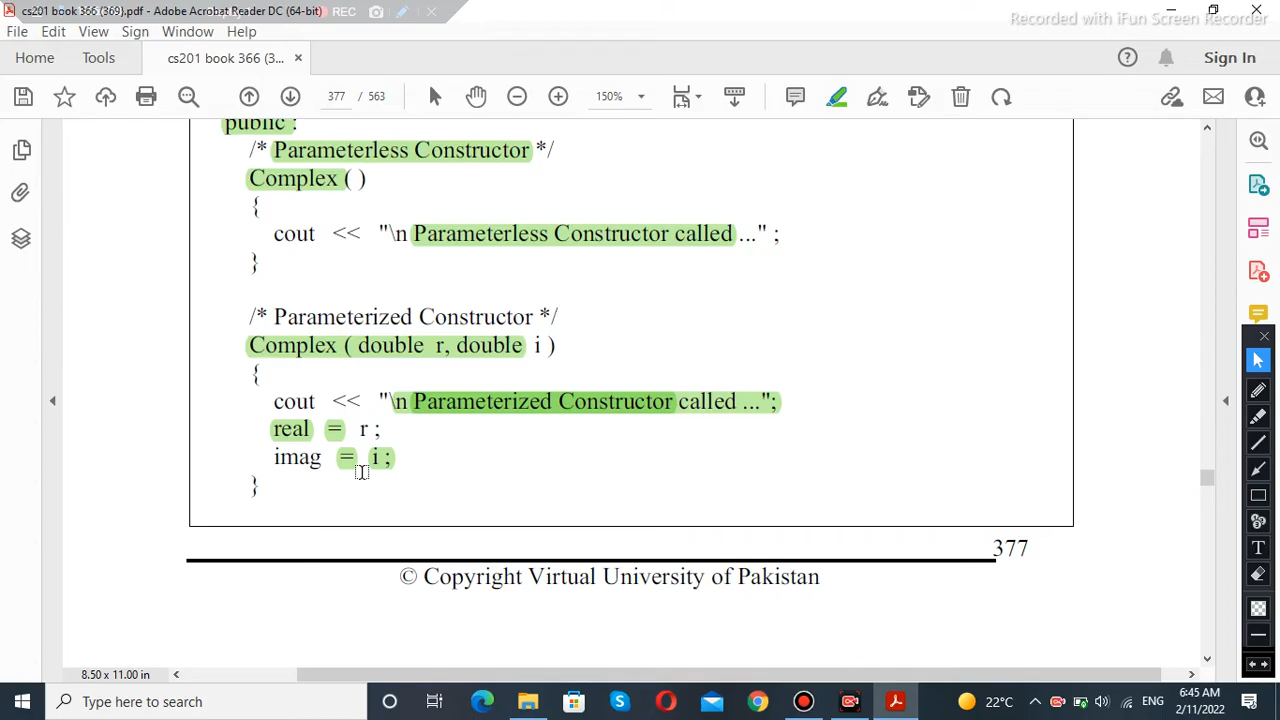 cs201 book 366 (369).pdf - Adobe Acrobat Reader DC (64-bit)
REC
Recorded with iFun Screen Recorder
File Edit View Sign Window Help
Home Tools cs201 book 366 (3... ×
Sign In
377 / 563
150%
public :
/* Parameterless Constructor */
Complex ( )
{
cout << "\n Parameterless Constructor called ..." ;
}
/* Parameterized Constructor */
Complex ( double r, double i )
{
cout << "\n Parameterized Constructor called ...";
real = r ;
imag = i ;
}
377
© Copyright Virtual University of Pakistan
8.50 x 11.00 in
Type here to search
22°C
ENG
6:45 AM
2/11/2022